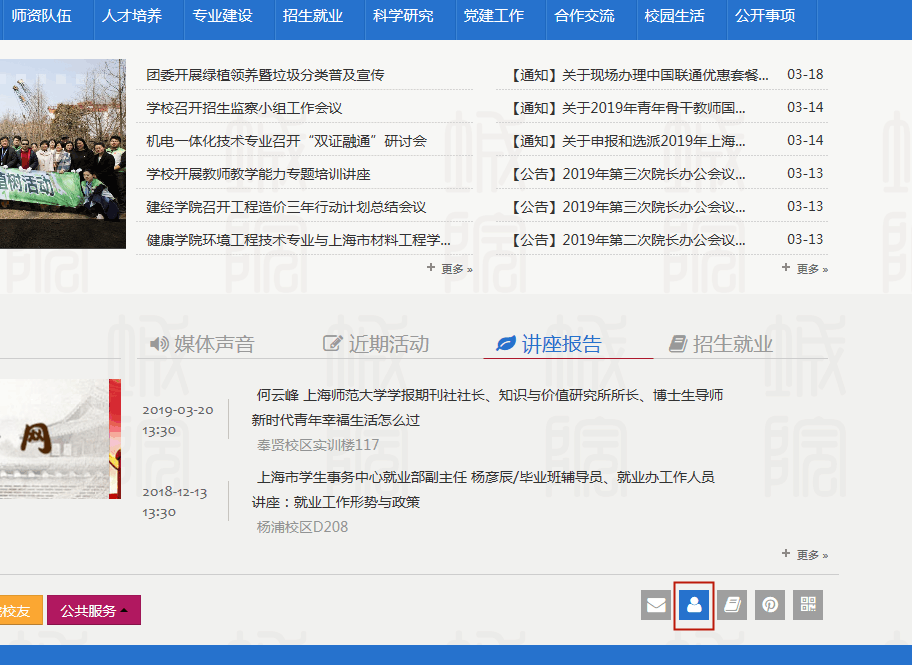 师资队伍 人才培养 专业建设 招生就业 科学研究 党建工作 合作交流 校园生活 公开事项
植树活动
团委开展绿植领养暨垃圾分类普及宣传
学校召开招生监察小组工作会议
机电一体化技术专业召开“双证融通”研讨会
学校开展教师教学能力专题培训讲座
建经学院召开工程造价三年行动计划总结会议
健康学院环境工程技术专业与上海市材料工程学...
+ 更多 »
【通知】关于现场办理中国联通优惠套餐... 03-18
【通知】关于2019年青年骨干教师国... 03-14
【通知】关于申报和选派2019年上海... 03-14
【公告】2019年第三次院长办公会议... 03-13
【公告】2019年第三次院长办公会议... 03-13
【公告】2019年第二次院长办公会议... 03-13
+ 更多 »
媒体声音 近期活动 讲座报告 招生就业
网
2019-03-20
13:30
何云峰 上海师范大学学报期刊社社长、知识与价值研究所所长、博士生导师
新时代青年幸福生活怎么过
奉贤校区实训楼117
2018-12-13
13:30
上海市学生事务中心就业部副主任 杨彦辰/毕业班辅导员、就业办工作人员
讲座：就业工作形势与政策
杨浦校区D208
+ 更多 »
校友
公共服务
城院